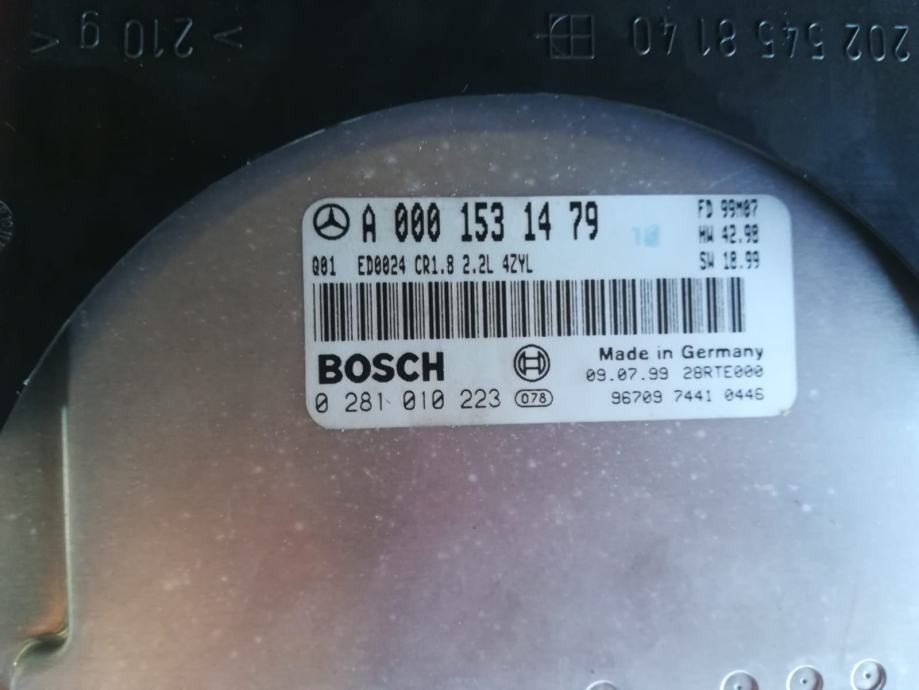 202 545 81 40
> 210 g <
A 000 153 14 79
FD 99M07
HW 42.98
Q01 ED0024 CR1.8 2.2L 4ZYL
SW 18.99
BOSCH
Made in Germany
09.07.99 28RTE000
0 281 010 223 078
96709 7441 0446